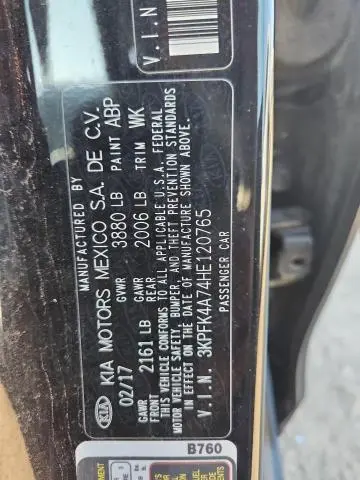 MANUFACTURED BY
KIA KIA MOTORS MEXICO S.A. DE C.V.
02/17 GVWR 3880 LB PAINT ABP
GAWR FRONT 2161 LB GAWR REAR 2006 LB TRIM WK
THIS VEHICLE CONFORMS TO ALL APPLICABLE U.S.A. FEDERAL
MOTOR VEHICLE SAFETY, BUMPER, AND THEFT PREVENTION STANDARDS
IN EFFECT ON THE DATE OF MANUFACTURE SHOWN ABOVE.
V.I.N. 3KPFK4A74HE120765
PASSENGER CAR
V.I.N
B760